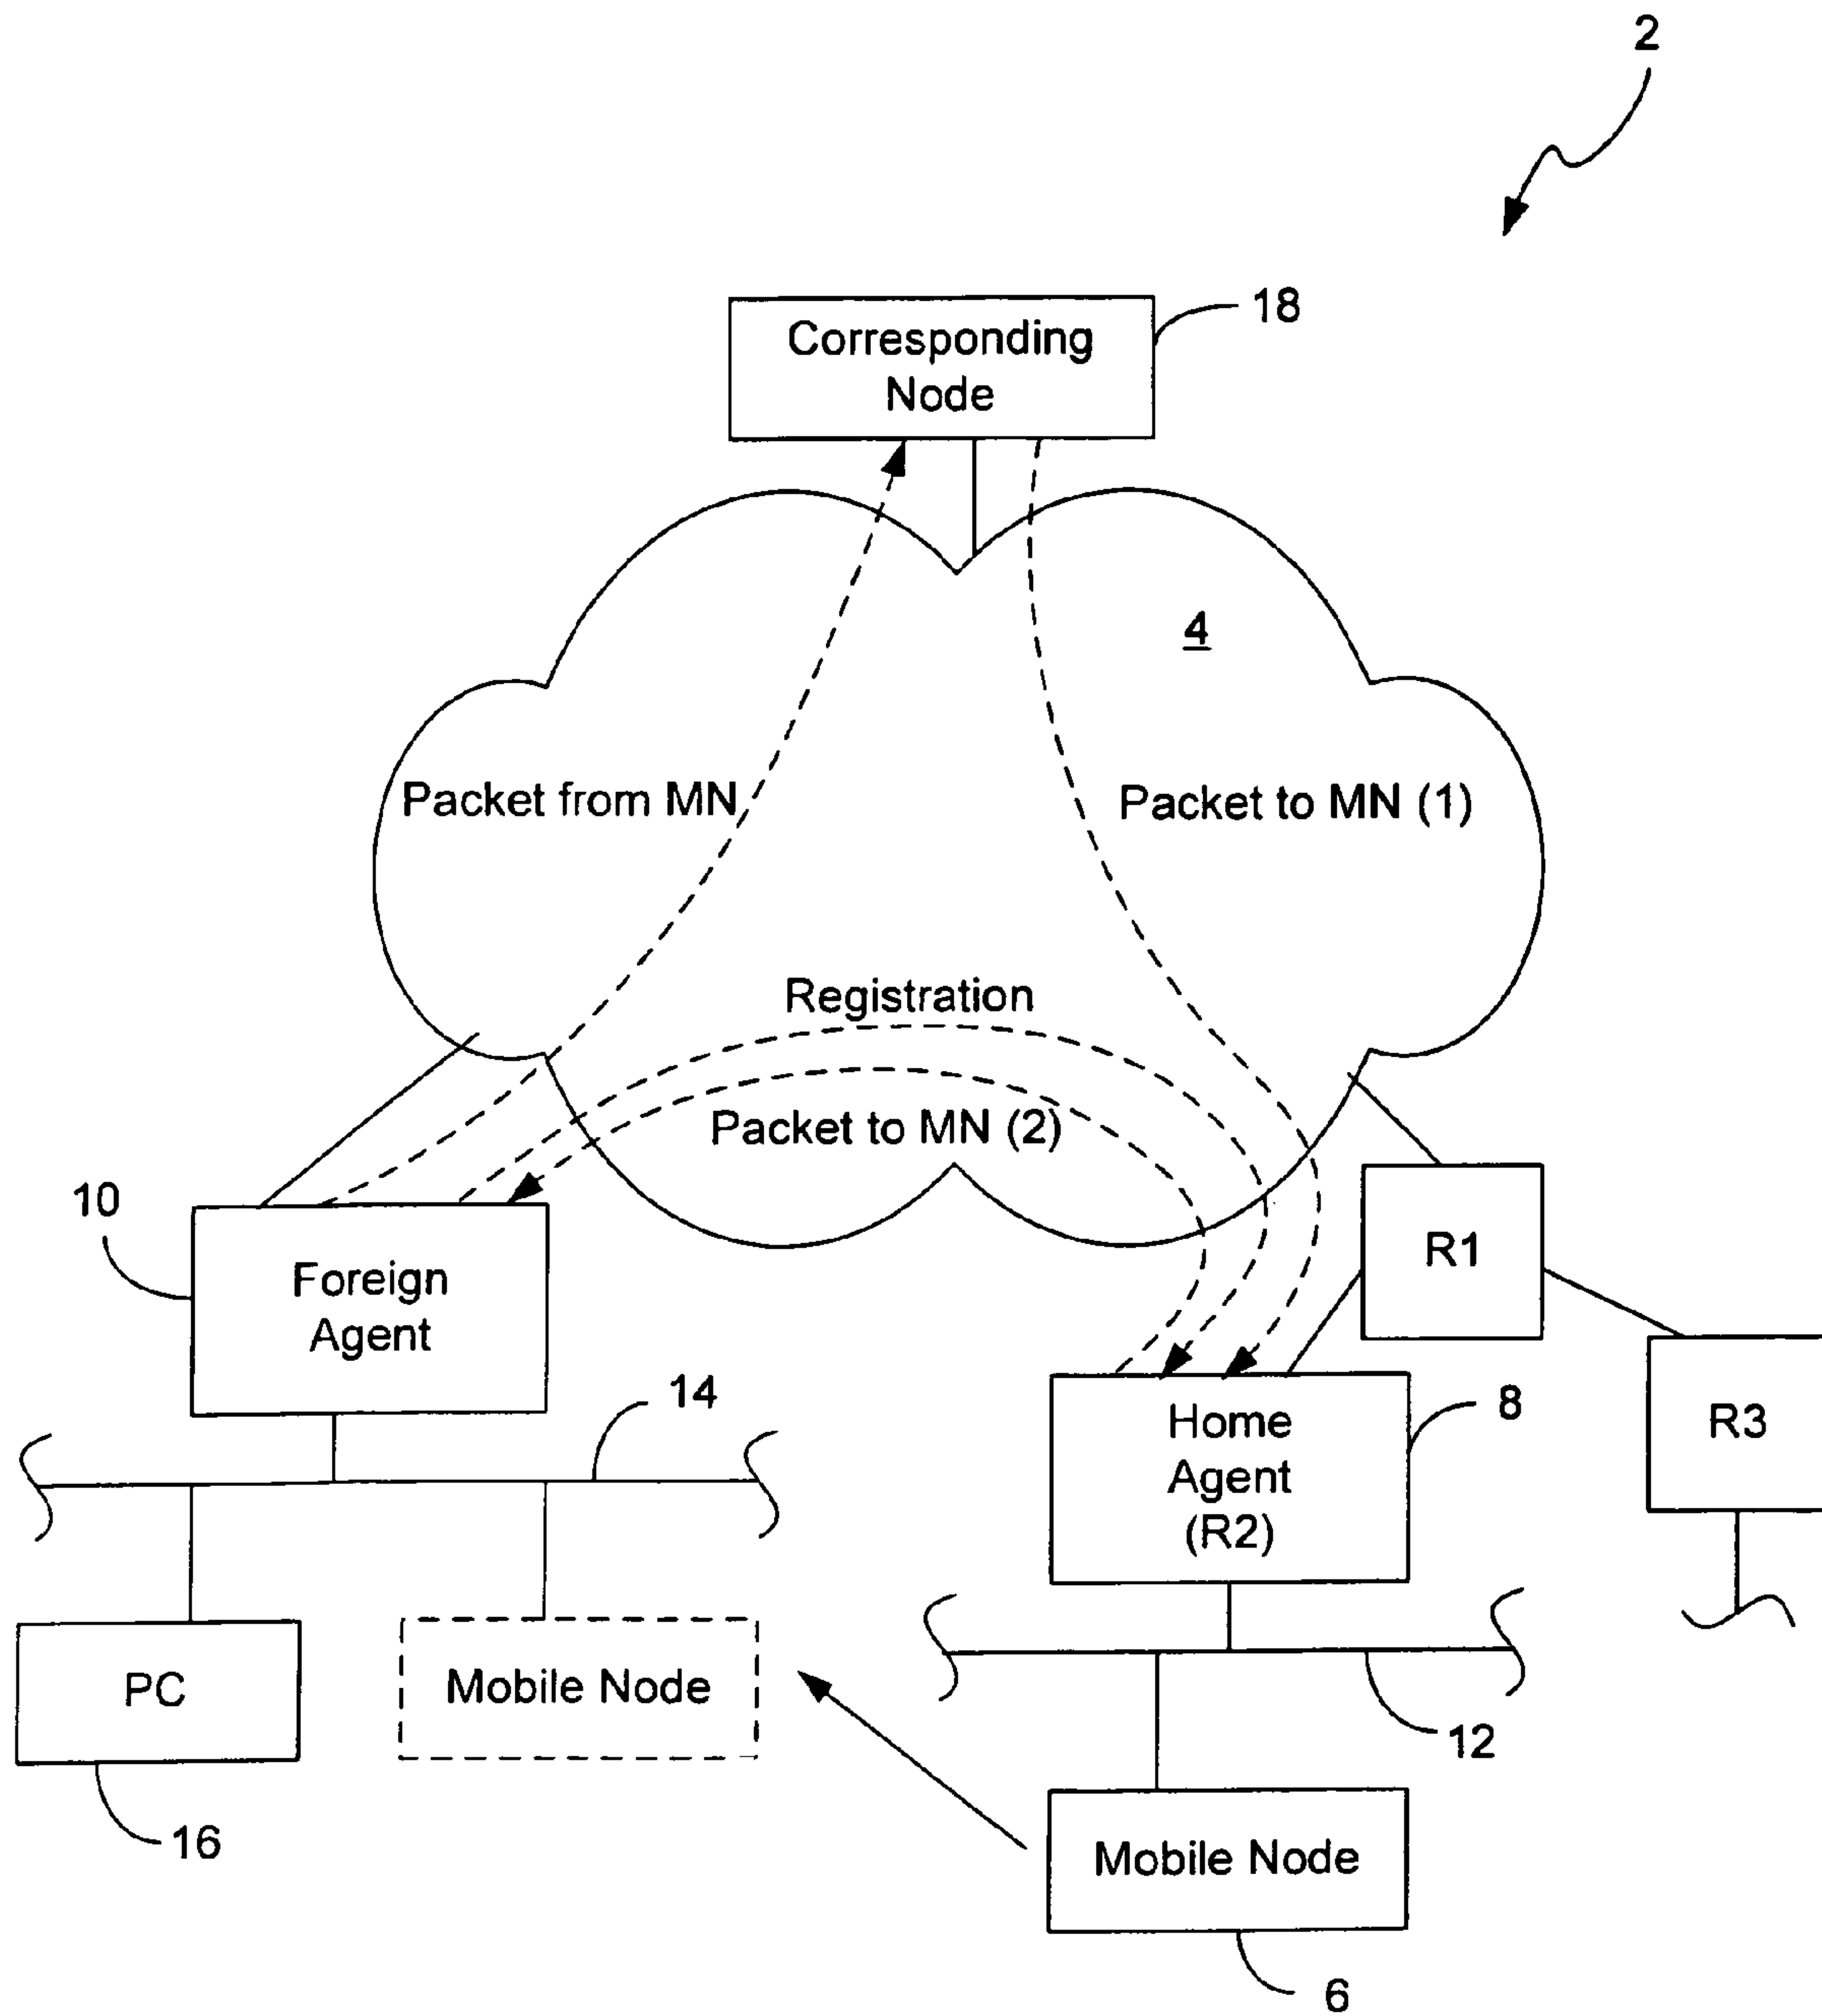 2
Corresponding
Node
18
4
Packet from MN
Packet to MN (1)
Registration
Packet to MN (2)
10
Foreign
Agent
R1
14
Home
Agent
(R2)
8
R3
PC
Mobile Node
12
16
Mobile Node
6